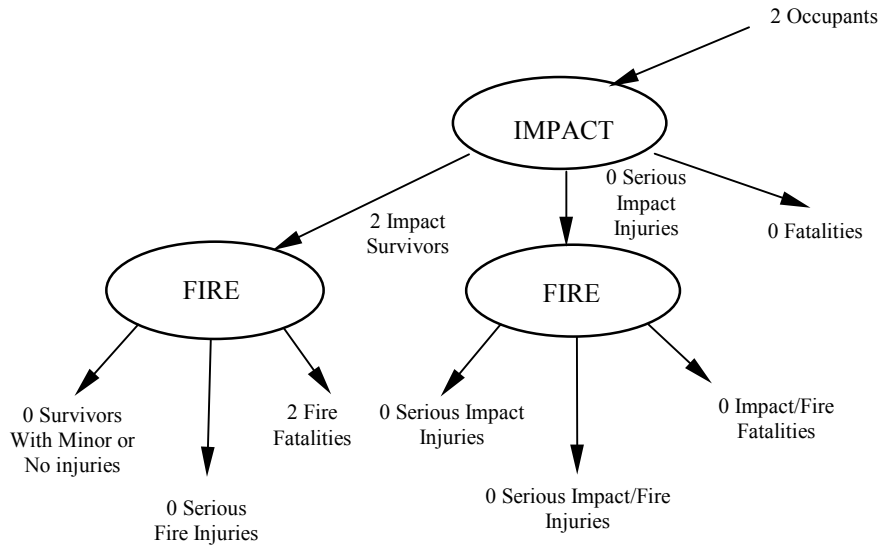 2 Occupants
IMPACT
0 Serious
Impact
Injuries
2 Impact
Survivors
0 Fatalities
FIRE
FIRE
0 Survivors
With Minor or
No injuries
2 Fire
Fatalities
0 Serious Impact
Injuries
0 Impact/Fire
Fatalities
0 Serious
Fire Injuries
0 Serious Impact/Fire
Injuries